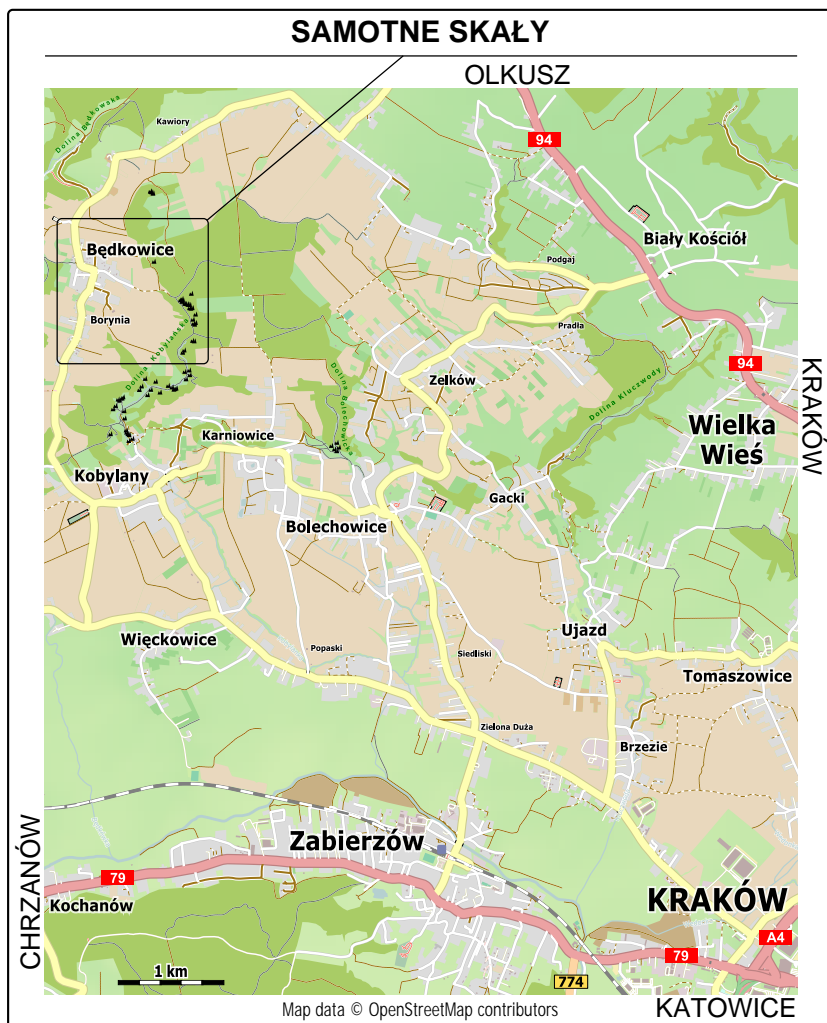 SAMOTNE SKAŁY
OLKUSZ
Dolina Będkowska
Kawiory
94
Będkowice
Biały Kościół
Podgaj
Borynia
Pradła
Dolina Kobylańska
Dolina Bolechowicka
Zelków
Dolina Kluczwody
94
KRAKÓW
Wielka
Wieś
Karniowice
Kobylany
Gacki
Bolechowice
Więckowice
Popaski
Siedliski
Ujazd
Tomaszowice
Zielona Duża
Brzezie
CHRZANÓW
Zabierzów
79
Kochanów
KRAKÓW
A4
79
774
1 km
Map data © OpenStreetMap contributors
KATOWICE